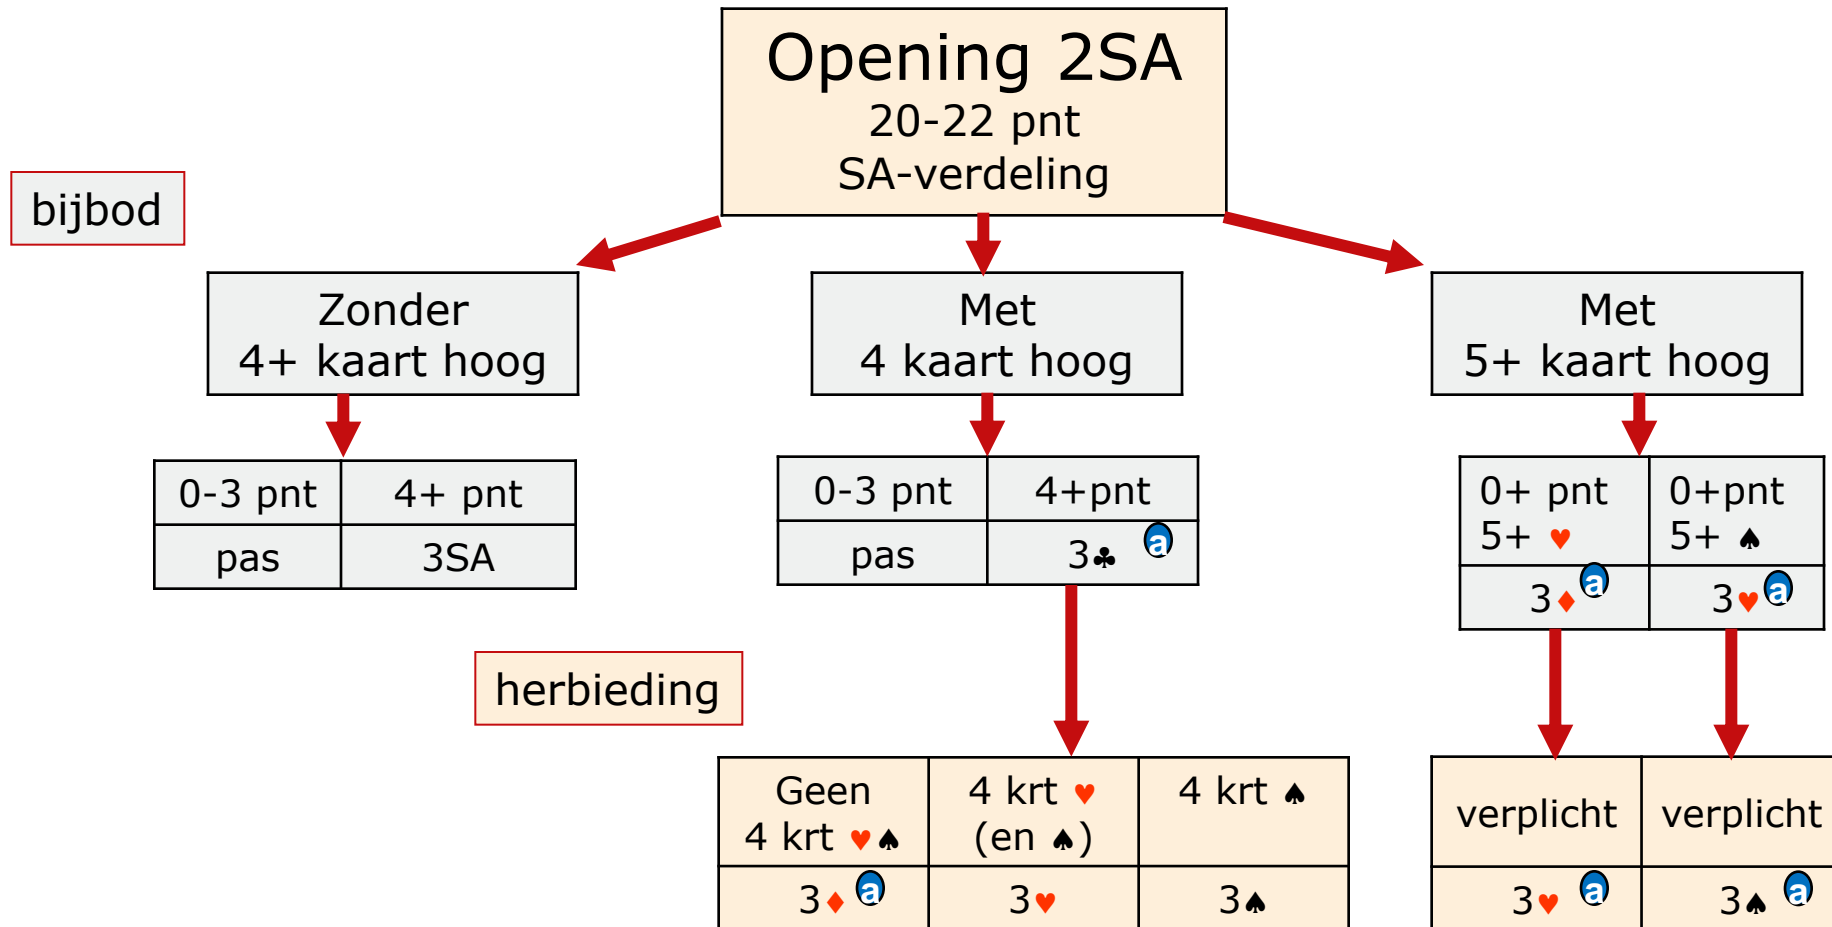 Opening 2SA
20-22 pnt
SA-verdeling
bijbod
Zonder
4+ kaart hoog
Met
4 kaart hoog
Met
5+ kaart hoog
0-3 pnt 4+ pnt
pas 3SA
0-3 pnt 4+pnt
pas 3♣ a
0+ pnt 0+pnt
5+ ♥ 5+ ♠
3♦ a 3♥ a
herbieding
Geen 4 krt ♥ 4 krt ♠
4 krt ♥♠ (en ♠)
3♦ a 3♥ 3♠
verplicht verplicht
3♥ a 3♠ a